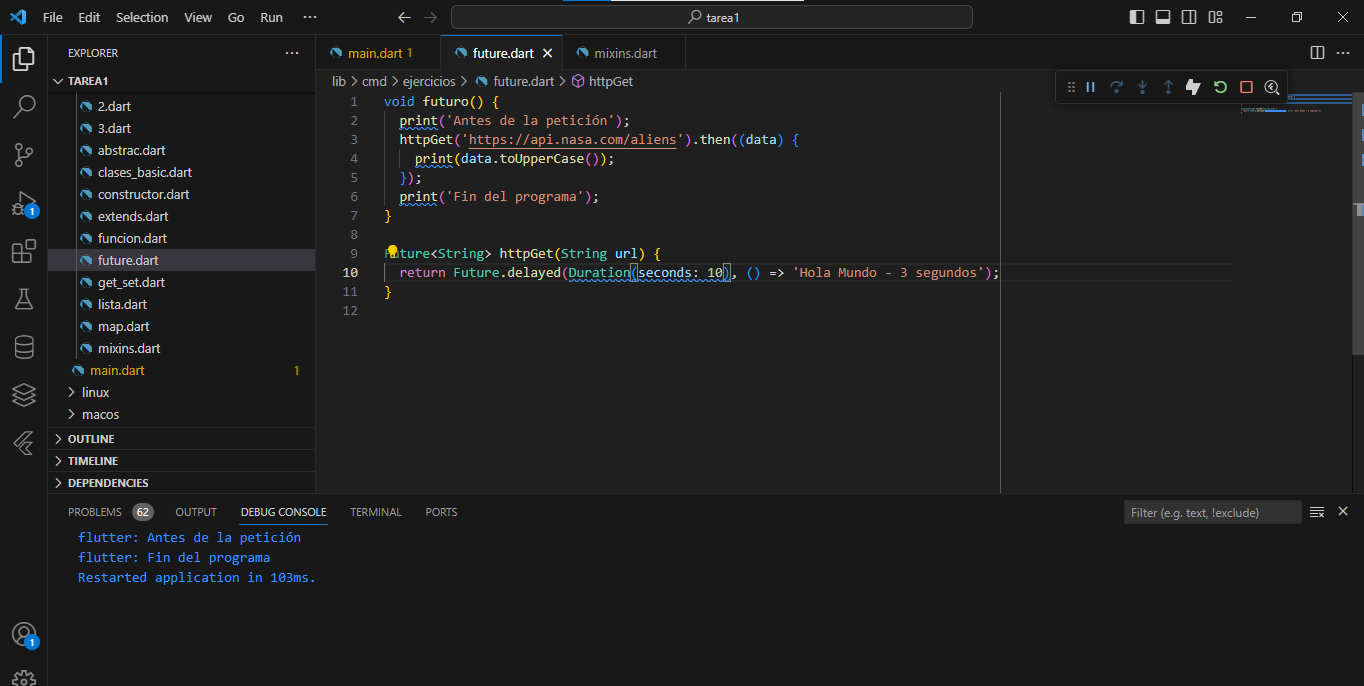 File Edit Selection View Go Run ··· tarea1
EXPLORER ···
TAREA1
2.dart
3.dart
abstrac.dart
clases_basic.dart
constructor.dart
extends.dart
funcion.dart
future.dart
get_set.dart
lista.dart
map.dart
mixins.dart
main.dart 1
linux
macos
OUTLINE
TIMELINE
DEPENDENCIES
1
1
main.dart 1 future.dart mixins.dart ···
lib > cmd > ejercicios > future.dart > httpGet
1 void futuro() {
2 print('Antes de la petición');
3 httpGet('https://api.nasa.com/aliens').then((data) {
4 print(data.toUpperCase());
5 });
6 print('Fin del programa');
7 }
8
9 Future<String> httpGet(String url) {
10 return Future.delayed(Duration(seconds: 10), () => 'Hola Mundo - 3 segundos');
11 }
12
PROBLEMS 62 OUTPUT DEBUG CONSOLE TERMINAL PORTS Filter (e.g. text, !exclude)
flutter: Antes de la petición
flutter: Fin del programa
Restarted application in 103ms.